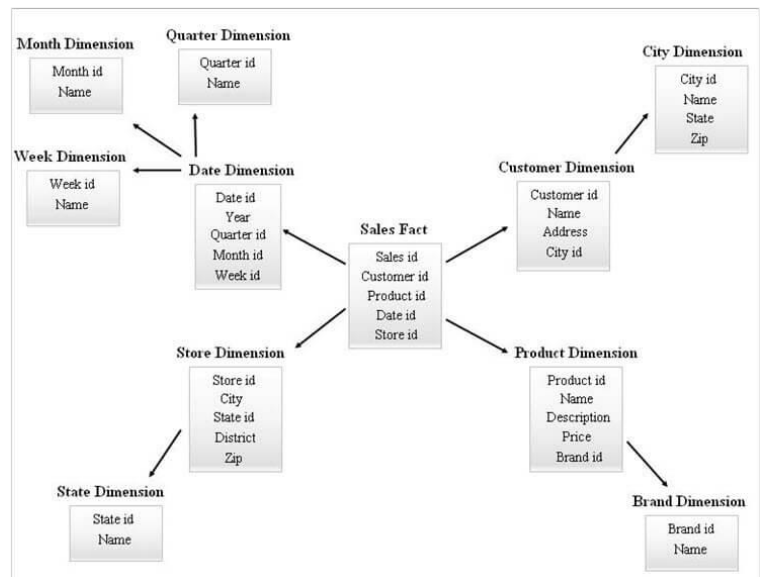 Month Dimension
Month id
Name
Quarter Dimension
Quarter id
Name
City Dimension
City id
Name
State
Zip
Week Dimension
Week id
Name
Date Dimension
Date id
Year
Quarter id
Month id
Week id
Customer Dimension
Customer id
Name
Address
City id
Sales Fact
Sales id
Customer id
Product id
Date id
Store id
Store Dimension
Store id
City
State id
District
Zip
Product Dimension
Product id
Name
Description
Price
Brand id
State Dimension
State id
Name
Brand Dimension
Brand id
Name